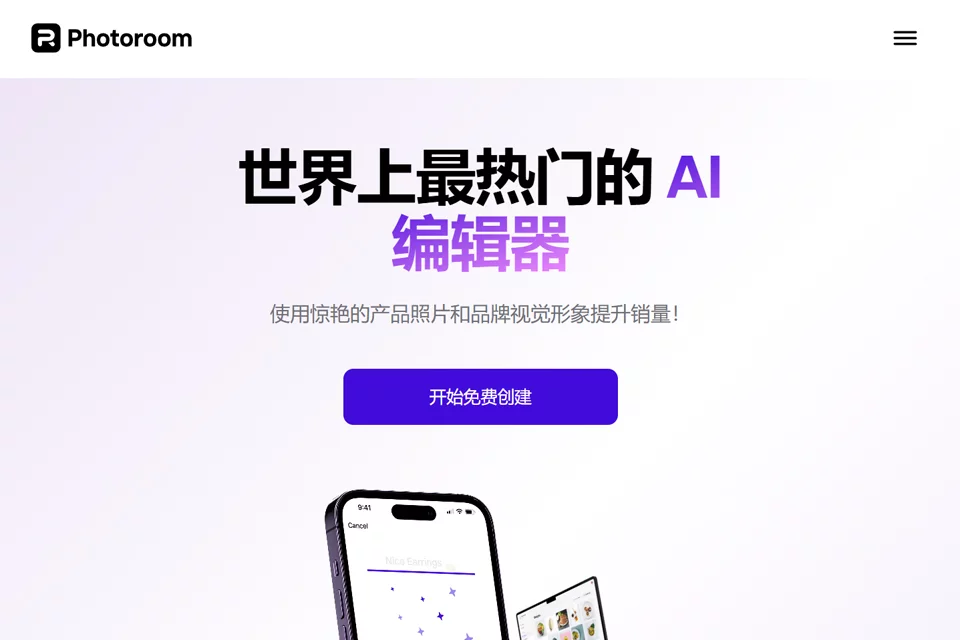 Photoroom
世界上最热门的 AI
编辑器
使用惊艳的产品照片和品牌视觉形象提升销量！
开始免费创建
9:41
Cancel
Nico Earrings